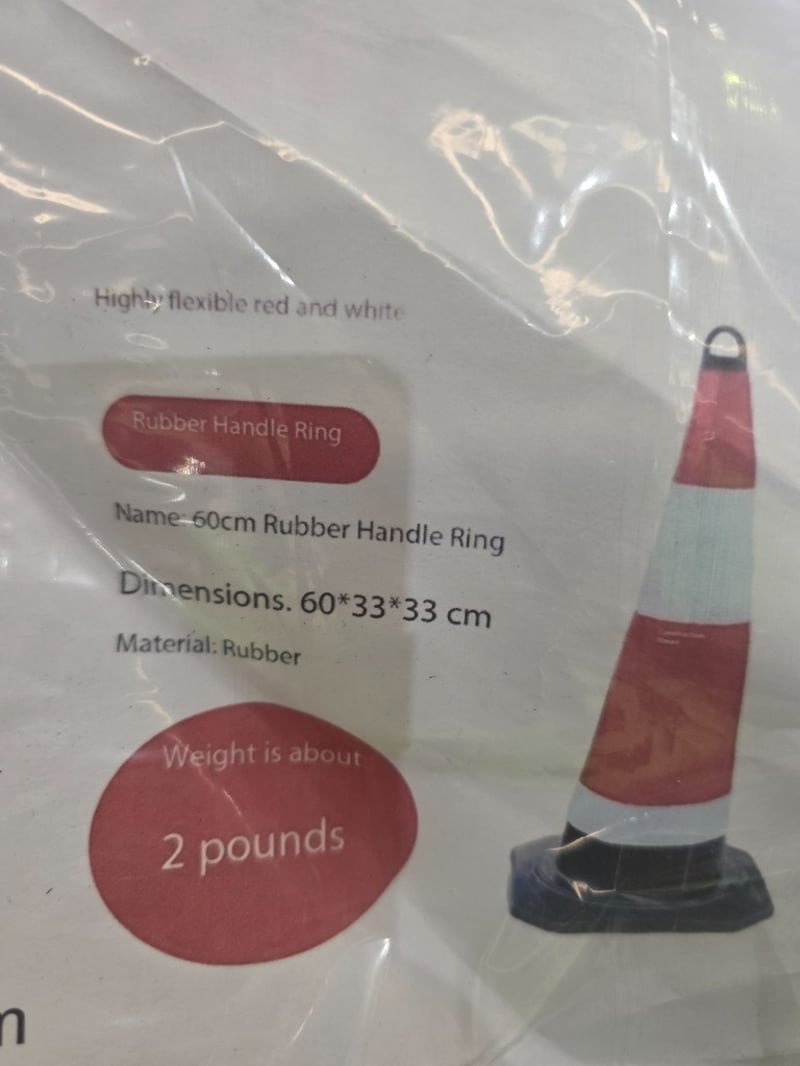 Highly flexible red and white
Rubber Handle Ring
Name: 60cm Rubber Handle Ring
Dimensions. 60*33*33 cm
Material: Rubber
Weight is about
2 pounds
m